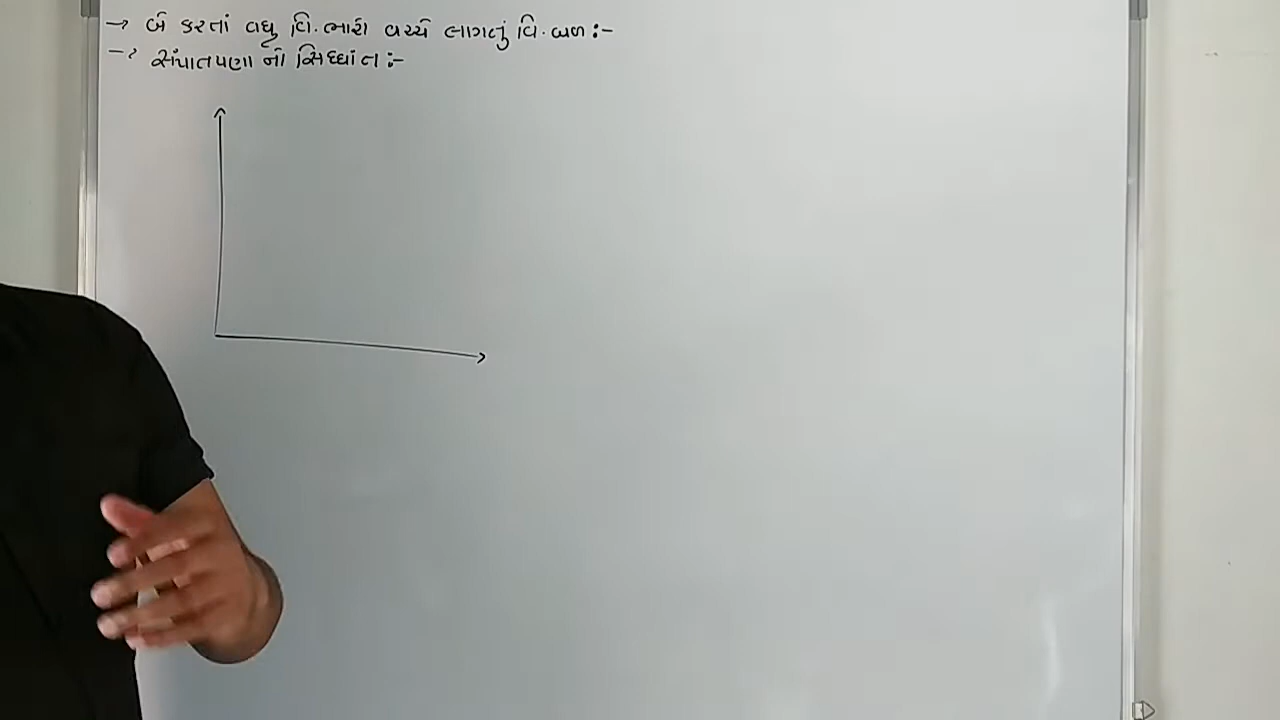 → બે કરતાં વધુ વિ.ભારો વચ્ચે લાગતું વિ. બળ :-
→ સંપાતપણા નો સિધ્ધાંત :-